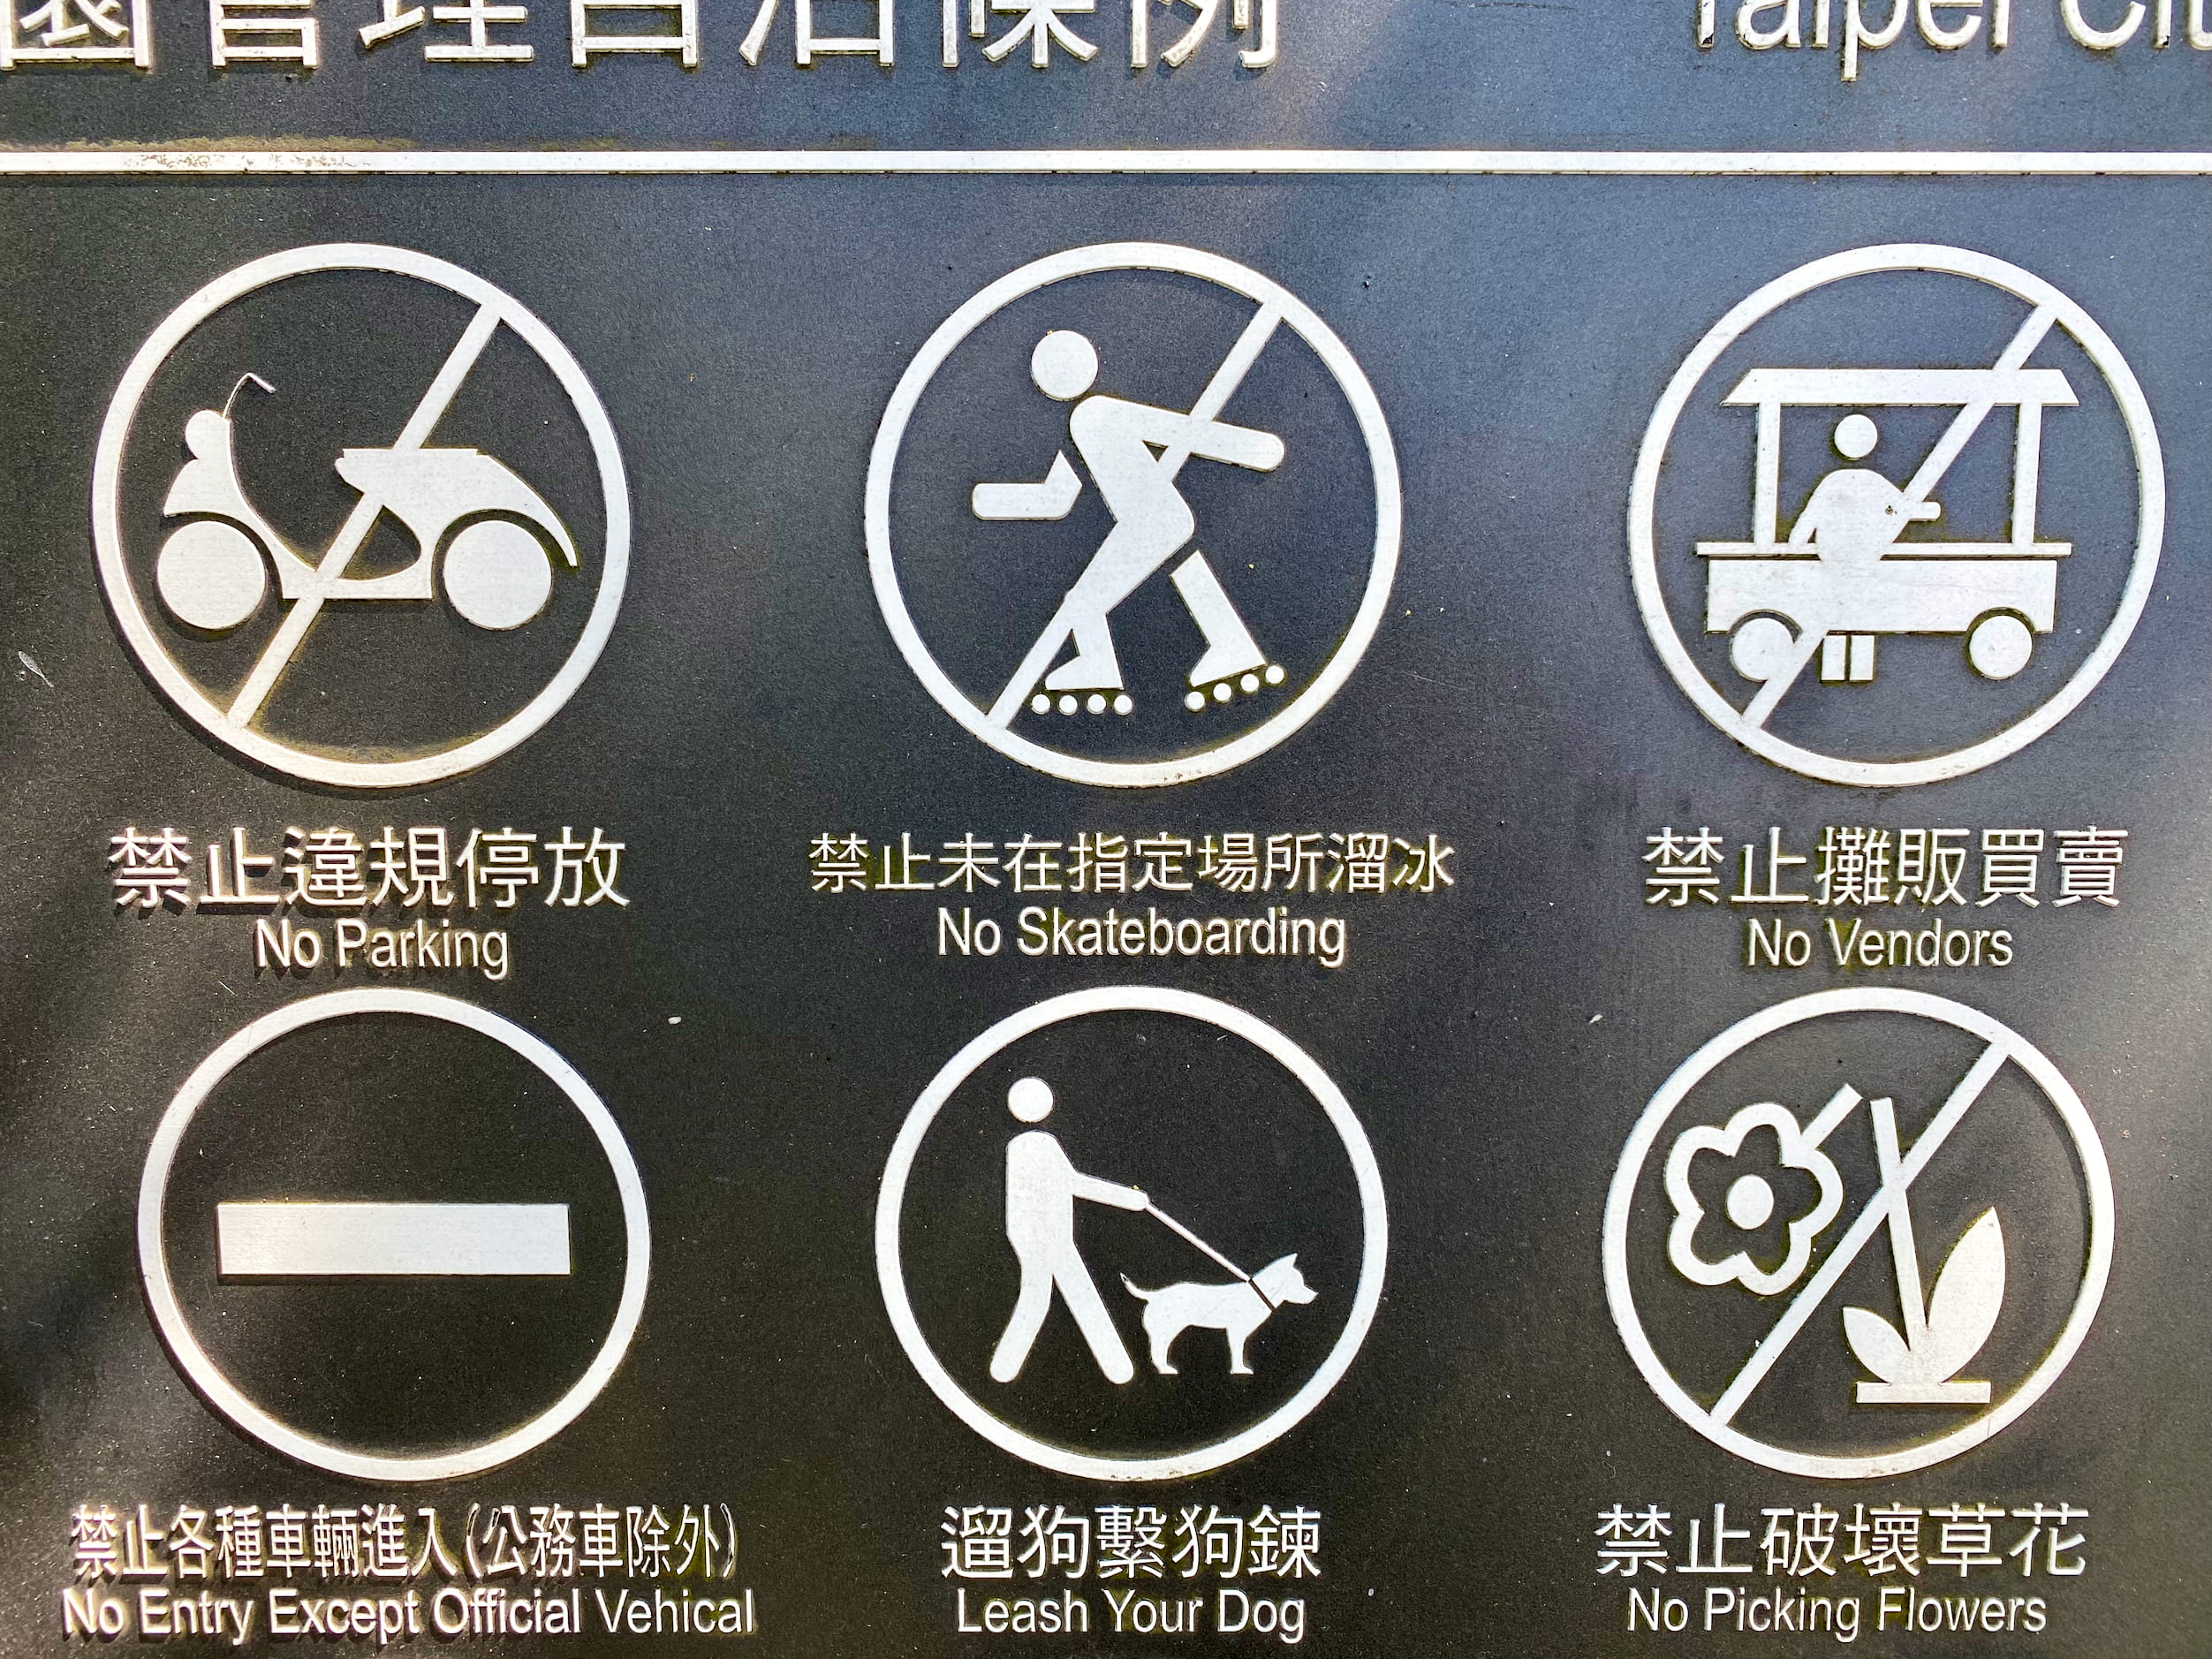 園管理自治條例
Taipei
禁止違規停放
No Parking
禁止未在指定場所溜冰
No Skateboarding
禁止攤販買賣
No Vendors
禁止各種車輛進入(公務車除外)
No Entry Except Official Vehical
遛狗繫狗鍊
Leash Your Dog
禁止破壞草花
No Picking Flowers